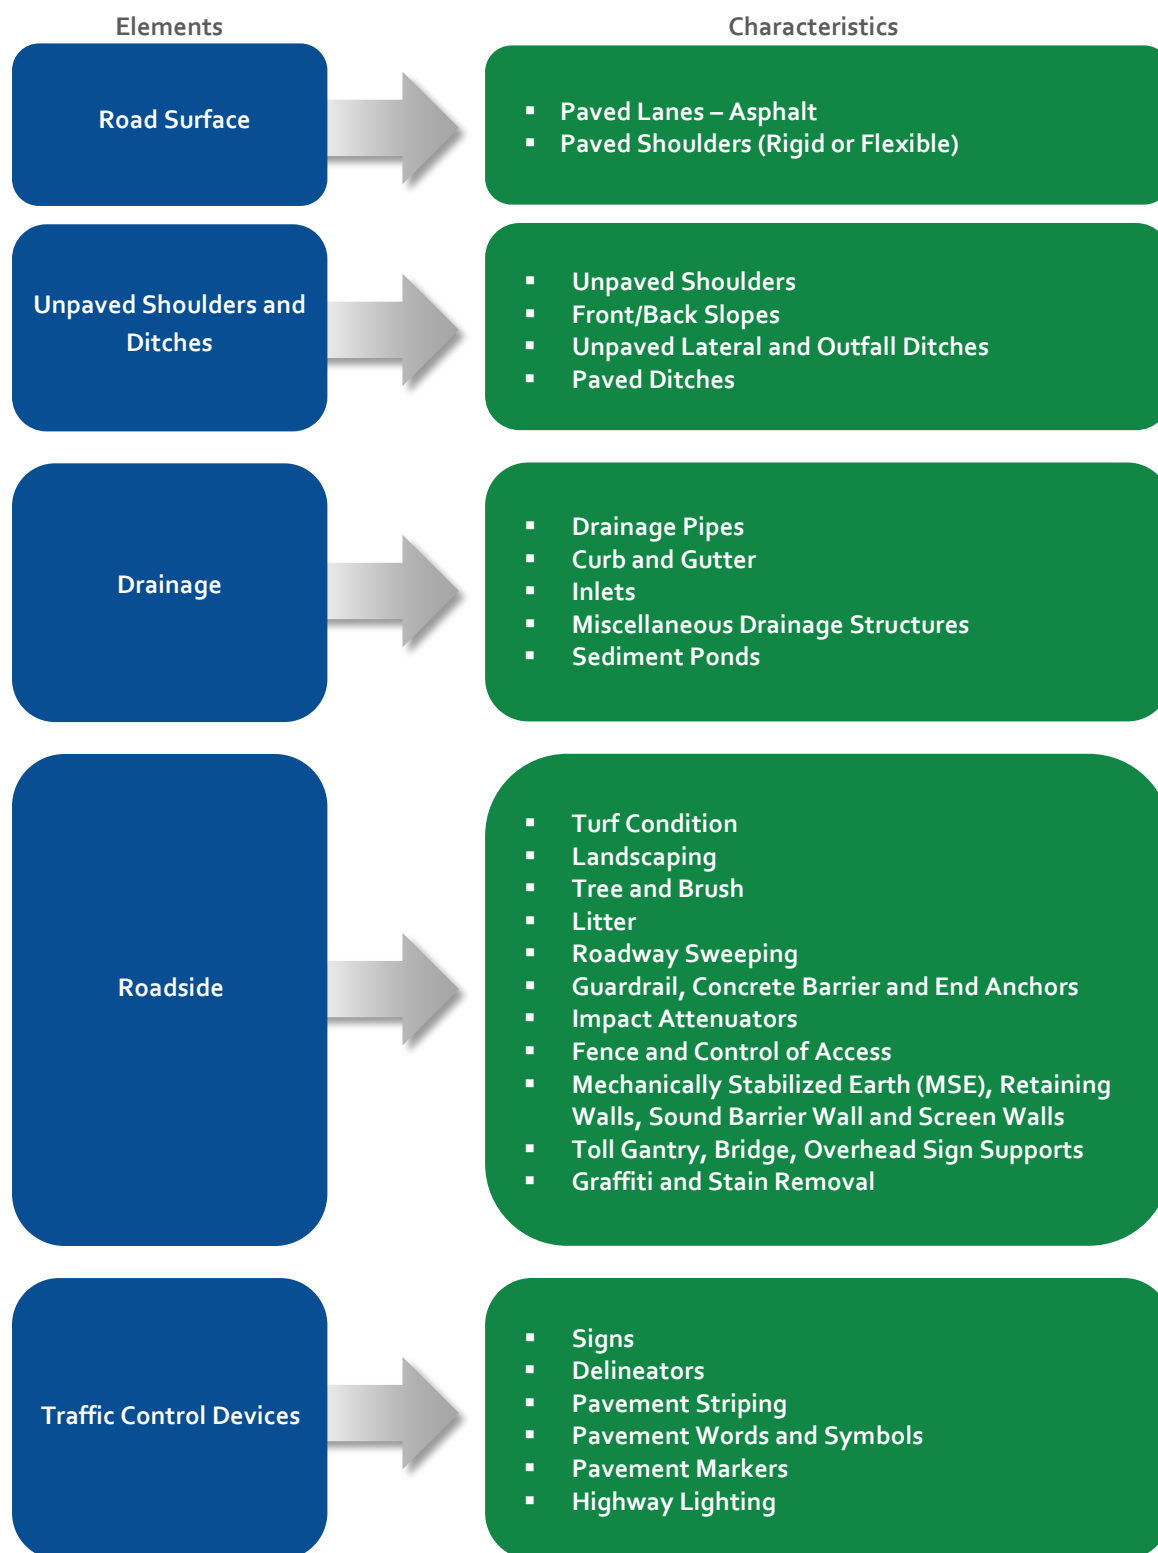 Elements
Characteristics
Road Surface
▪ Paved Lanes – Asphalt
▪ Paved Shoulders (Rigid or Flexible)
Unpaved Shoulders and
Ditches
▪ Unpaved Shoulders
▪ Front/Back Slopes
▪ Unpaved Lateral and Outfall Ditches
▪ Paved Ditches
Drainage
▪ Drainage Pipes
▪ Curb and Gutter
▪ Inlets
▪ Miscellaneous Drainage Structures
▪ Sediment Ponds
Roadside
▪ Turf Condition
▪ Landscaping
▪ Tree and Brush
▪ Litter
▪ Roadway Sweeping
▪ Guardrail, Concrete Barrier and End Anchors
▪ Impact Attenuators
▪ Fence and Control of Access
▪ Mechanically Stabilized Earth (MSE), Retaining
Walls, Sound Barrier Wall and Screen Walls
▪ Toll Gantry, Bridge, Overhead Sign Supports
▪ Graffiti and Stain Removal
Traffic Control Devices
▪ Signs
▪ Delineators
▪ Pavement Striping
▪ Pavement Words and Symbols
▪ Pavement Markers
▪ Highway Lighting